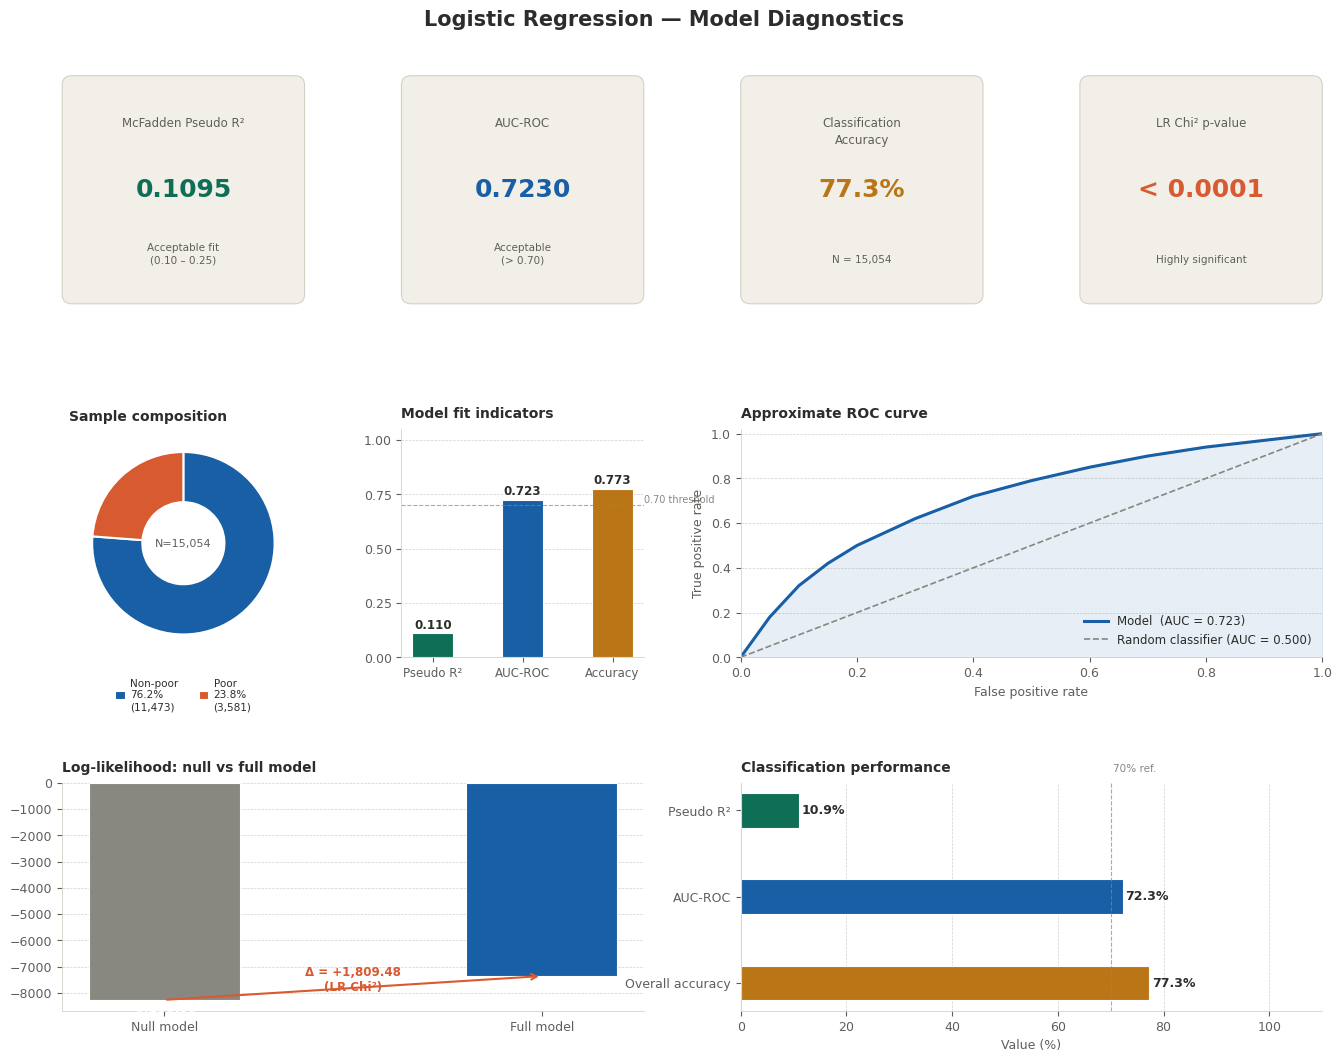 Logistic Regression — Model Diagnostics
McFadden Pseudo R²
0.1095
Acceptable fit
(0.10 – 0.25)
AUC-ROC
0.7230
Acceptable
(> 0.70)
Classification
Accuracy
77.3%
N = 15,054
LR Chi² p-value
< 0.0001
Highly significant
Sample composition
N=15,054
Non-poor
76.2%
(11,473)
Poor
23.8%
(3,581)
Model fit indicators
1.00
0.75
0.50
0.25
0.00
0.110
0.723
0.773
0.70 threshold
Pseudo R²
AUC-ROC
Accuracy
Approximate ROC curve
True positive rate
1.0
0.8
0.6
0.4
0.2
0.0
Model (AUC = 0.723)
Random classifier (AUC = 0.500)
0.0
0.2
0.4
0.6
0.8
1.0
False positive rate
Log-likelihood: null vs full model
0
−1000
−2000
−3000
−4000
−5000
−6000
−7000
−8000
Δ = +1,809.48
(LR Chi²)
Null model
Full model
Classification performance
70% ref.
Pseudo R²
10.9%
AUC-ROC
72.3%
Overall accuracy
77.3%
0
20
40
60
80
100
Value (%)